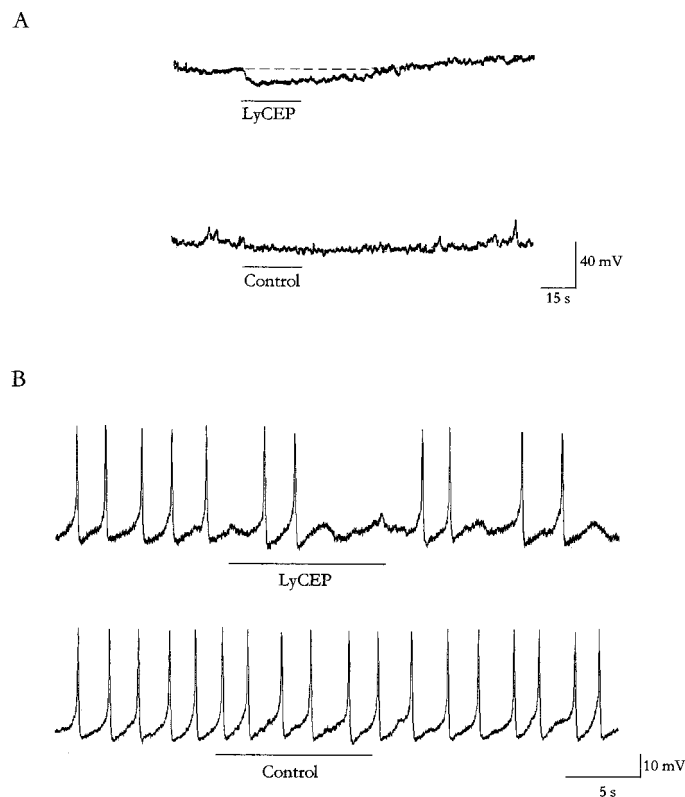 A
LyCEP
Control
40 mV
15 s
B
LyCEP
Control
10 mV
5 s